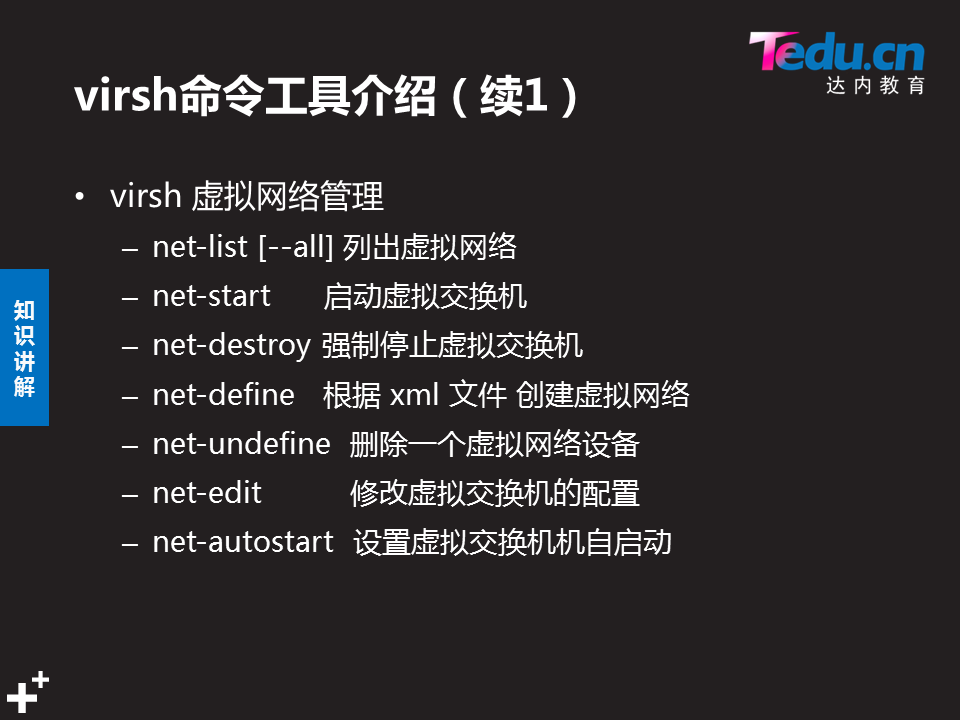 Tedu.cn
达内教育
virsh命令工具介绍（续1）
• virsh 虚拟网络管理
– net-list [--all] 列出虚拟网络
– net-start 启动虚拟交换机
– net-destroy 强制停止虚拟交换机
– net-define 根据 xml 文件 创建虚拟网络
– net-undefine 删除一个虚拟网络设备
– net-edit 修改虚拟交换机的配置
– net-autostart 设置虚拟交换机机自启动
知
识
讲
解